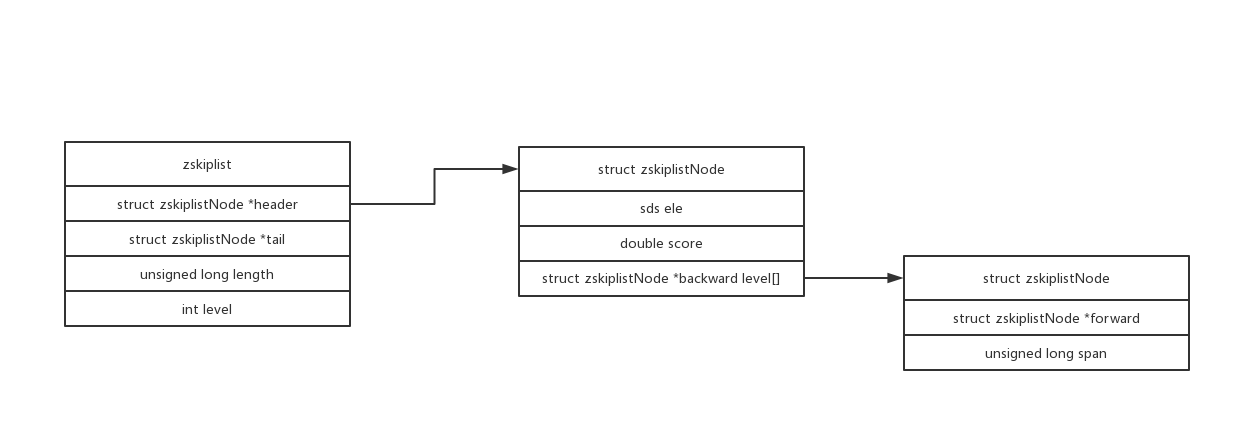 zskiplist
struct zskiplistNode *header
struct zskiplistNode *tail
unsigned long length
int level
struct zskiplistNode
sds ele
double score
struct zskiplistNode *backward level[]
struct zskiplistNode
struct zskiplistNode *forward
unsigned long span